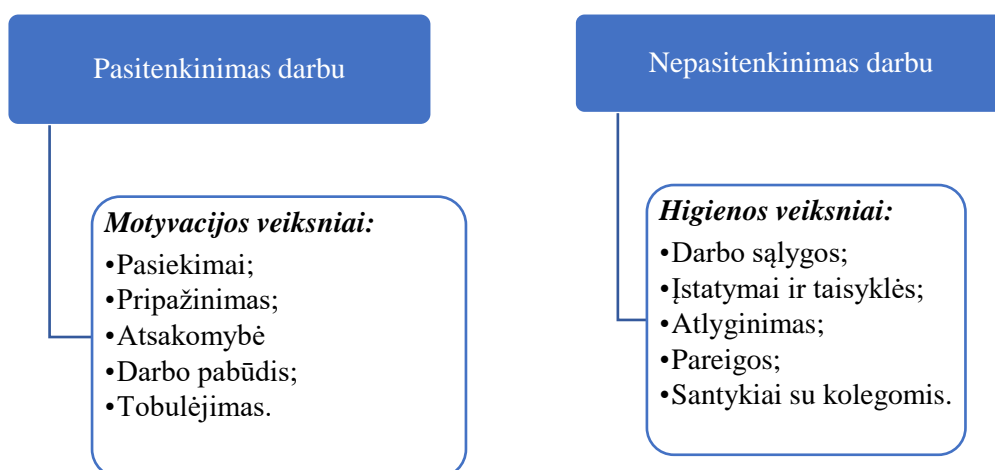 Pasitenkinimas darbu
Motyvacijos veiksniai:
•Pasiekimai;
•Pripažinimas;
•Atsakomybė
•Darbo pabūdis;
•Tobulėjimas.
Nepasitenkinimas darbu
Higienos veiksniai:
•Darbo sąlygos;
•Įstatymai ir taisyklės;
•Atlyginimas;
•Pareigos;
•Santykiai su kolegomis.